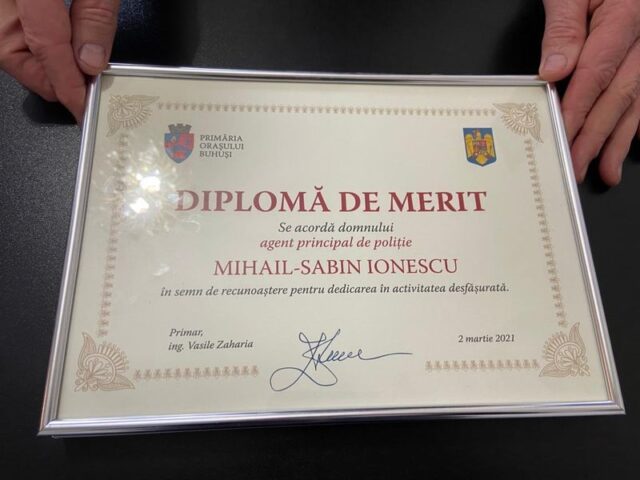 PRIMĂRIA
ORAȘULUI
BUHUȘI
DIPLOMĂ DE MERIT
Se acordă domnului
agent principal de poliție
MIHAIL-SABIN IONESCU
în semn de recunoaștere pentru dedicarea în activitatea desfășurată.
Primar,
ing. Vasile Zaharia
2 martie 2021